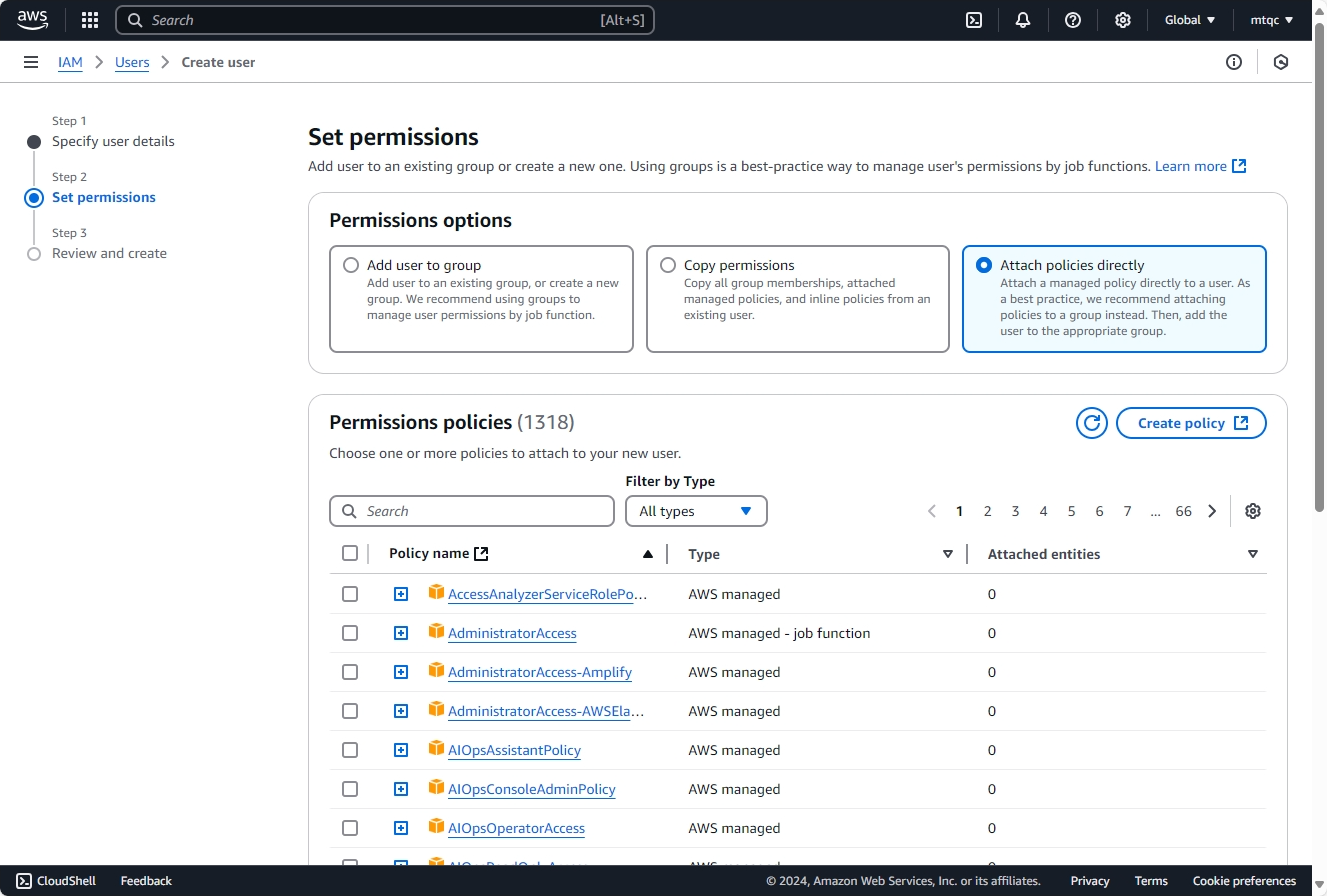 aws
Search [Alt+S]
Global
mtqc
IAM > Users > Create user
Step 1
Specify user details
Step 2
Set permissions
Step 3
Review and create
Set permissions
Add user to an existing group or create a new one. Using groups is a best-practice way to manage user's permissions by job functions. Learn more
Permissions options
Add user to group
Add user to an existing group, or create a new
group. We recommend using groups to
manage user permissions by job function.
Copy permissions
Copy all group memberships, attached
managed policies, and inline policies from an
existing user.
Attach policies directly
Attach a managed policy directly to a user. As
a best practice, we recommend attaching
policies to a group instead. Then, add the
user to the appropriate group.
Permissions policies (1318)
Create policy
Choose one or more policies to attach to your new user.
Filter by Type
Search
All types
1 2 3 4 5 6 7 ... 66
Policy name Type Attached entities
AccessAnalyzerServiceRolePo... AWS managed 0
AdministratorAccess AWS managed - job function 0
AdministratorAccess-Amplify AWS managed 0
AdministratorAccess-AWSEla... AWS managed 0
AIOpsAssistantPolicy AWS managed 0
AIOpsConsoleAdminPolicy AWS managed 0
AIOpsOperatorAccess AWS managed 0
CloudShell Feedback © 2024, Amazon Web Services, Inc. or its affiliates. Privacy Terms Cookie preferences